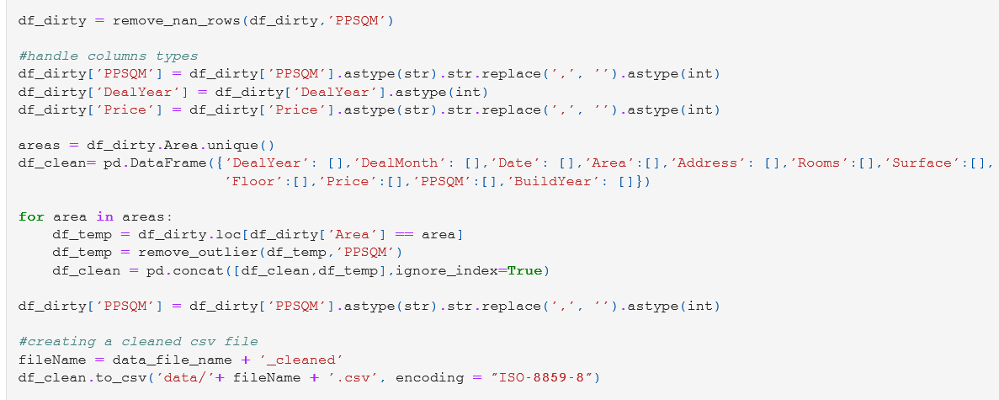 df_dirty = remove_nan_rows(df_dirty,'PPSQM')
#handle columns types
df_dirty['PPSQM'] = df_dirty['PPSQM'].astype(str).str.replace(',', '').astype(int)
df_dirty['DealYear'] = df_dirty['DealYear'].astype(int)
df_dirty['Price'] = df_dirty['Price'].astype(str).str.replace(',', '').astype(int)
areas = df_dirty.Area.unique()
df_clean= pd.DataFrame({'DealYear': [],'DealMonth': [],'Date': [],'Area':[],'Address': [],'Rooms':[],'Surface':[],
'Floor':[],'Price':[],'PPSQM':[],'BuildYear': []})
for area in areas:
df_temp = df_dirty.loc[df_dirty['Area'] == area]
df_temp = remove_outlier(df_temp,'PPSQM')
df_clean = pd.concat([df_clean,df_temp],ignore_index=True)
df_dirty['PPSQM'] = df_dirty['PPSQM'].astype(str).str.replace(',', '').astype(int)
#creating a cleaned csv file
fileName = data_file_name + '_cleaned'
df_clean.to_csv('data/'+ fileName + '.csv', encoding = "ISO-8859-8")